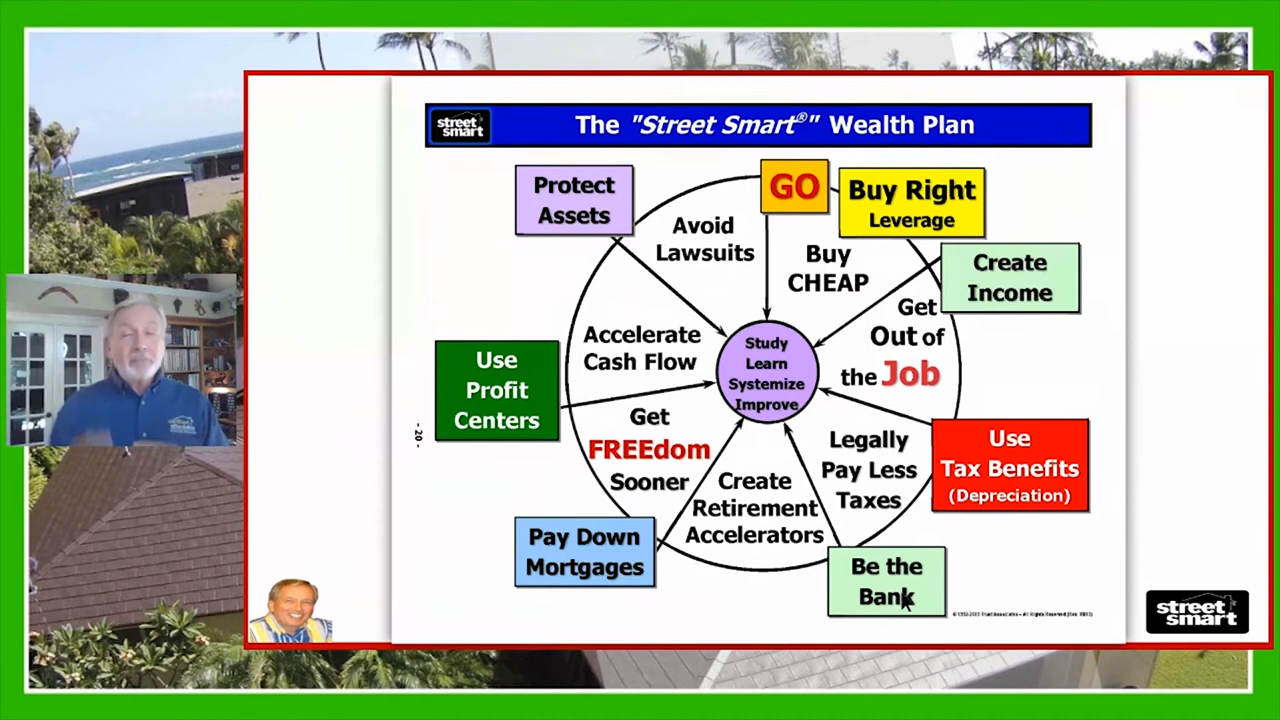 street
smart
The "Street Smart®" Wealth Plan
Protect
Assets
GO
Buy Right
Leverage
Avoid
Lawsuits
Buy
CHEAP
Create
Income
Get
Out of
the Job
Accelerate
Cash Flow
Study
Learn
Systemize
Improve
Use
Profit
Centers
Get
FREEdom
Sooner
Legally
Pay Less
Taxes
Use
Tax Benefits
(Depreciation)
Create
Retirement
Accelerators
Pay Down
Mortgages
Be the
Bank
- 20 -
street
smart